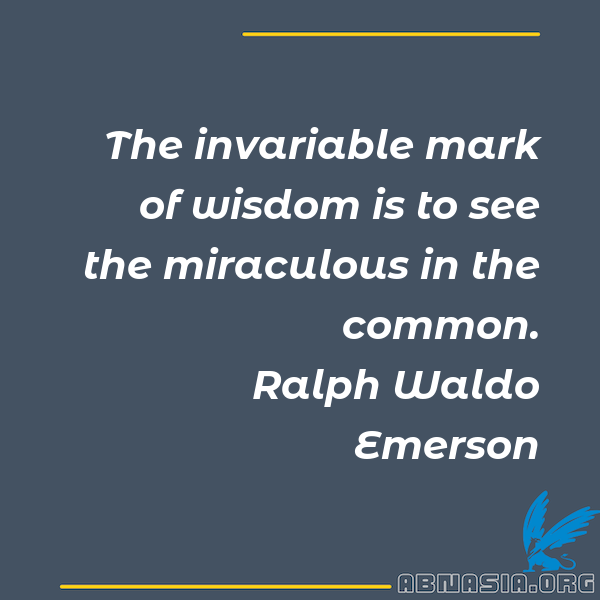 The invariable mark
of wisdom is to see
the miraculous in the
common.
Ralph Waldo
Emerson
ABNASIA.ORG